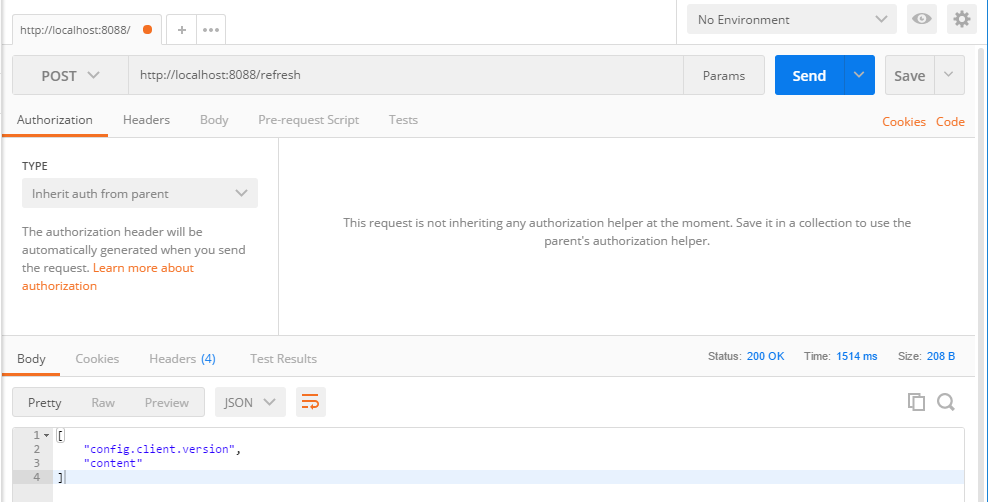 http://localhost:8088/
+
•••
No Environment
POST
http://localhost:8088/refresh
Params
Send
Save
Authorization
Headers
Body
Pre-request Script
Tests
Cookies
Code
TYPE
Inherit auth from parent
The authorization header will be
automatically generated when you send
the request. Learn more about
authorization
This request is not inheriting any authorization helper at the moment. Save it in a collection to use the
parent's authorization helper.
Body
Cookies
Headers (4)
Test Results
Status: 200 OK
Time: 1514 ms
Size: 208 B
Pretty
Raw
Preview
JSON
1 [
2 "config.client.version",
3 "content"
4 ]